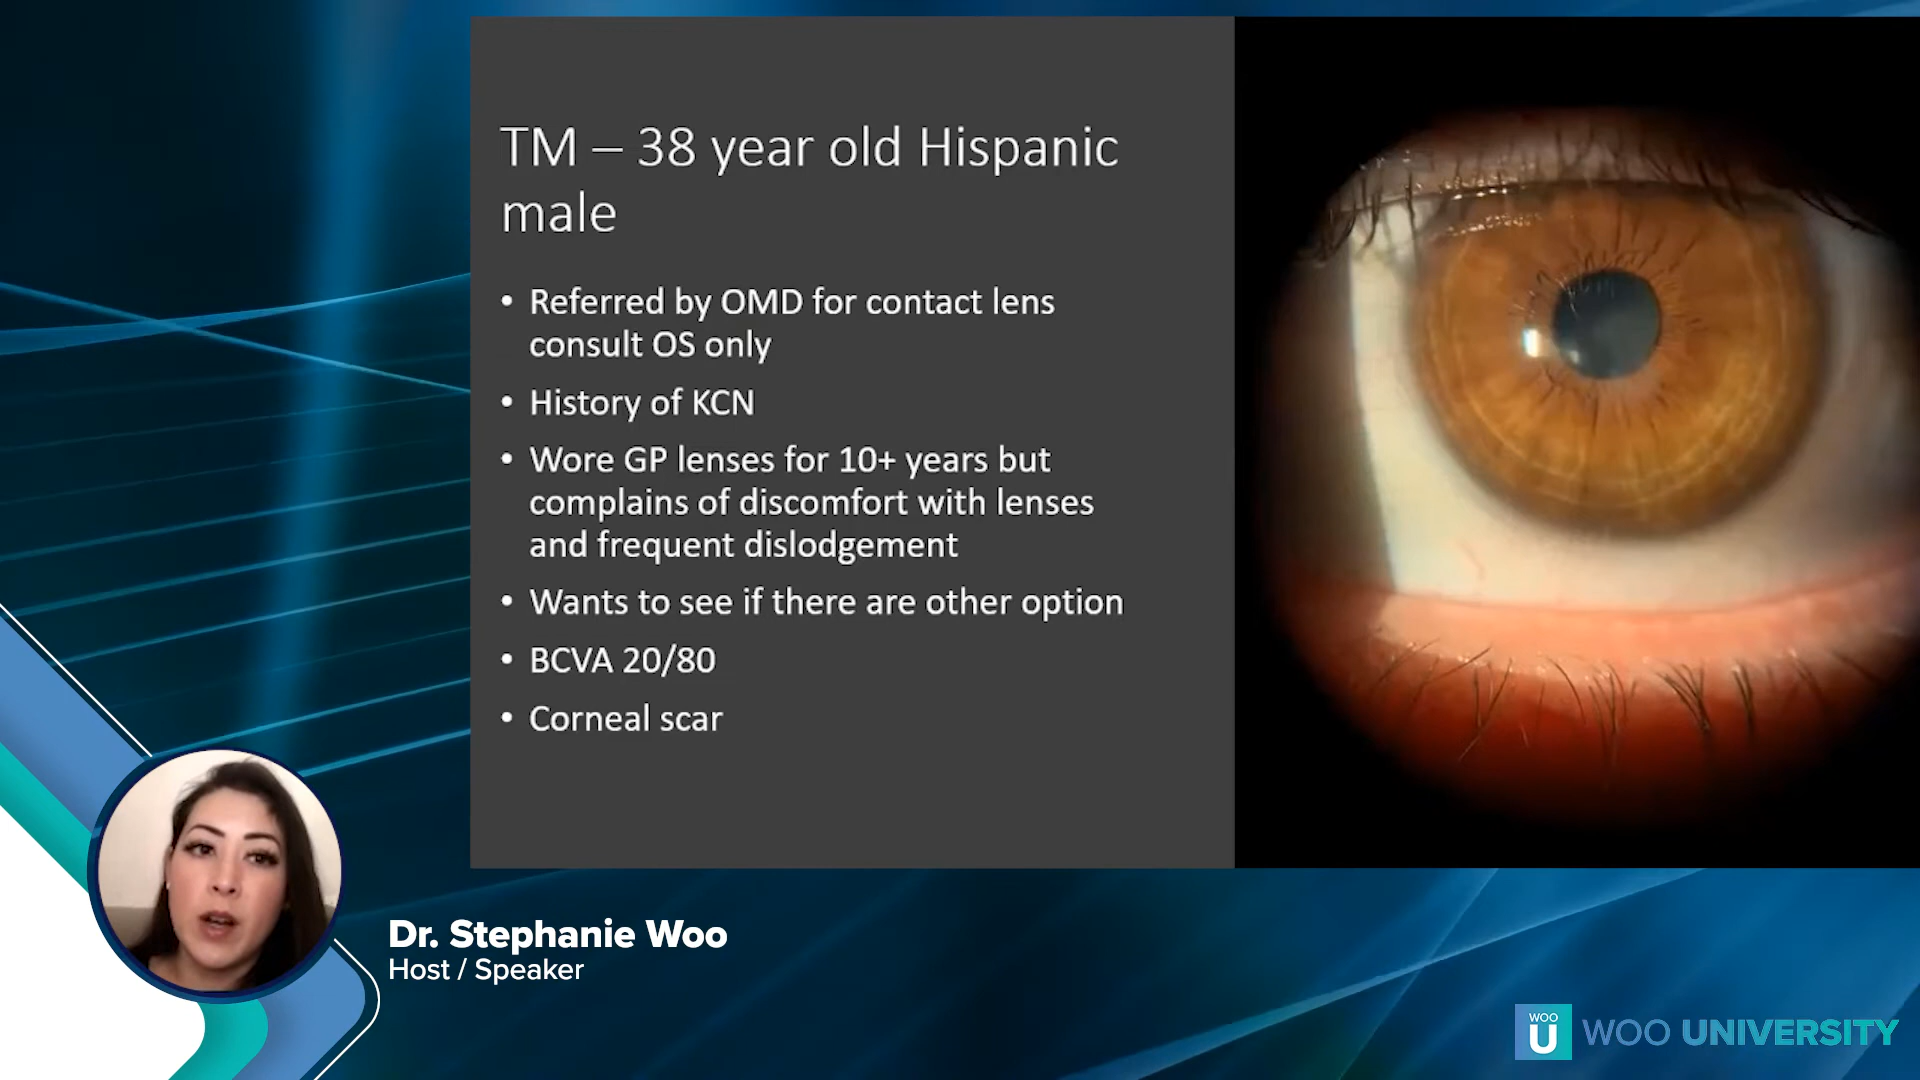 TM – 38 year old Hispanic
male
• Referred by OMD for contact lens
consult OS only
• History of KCN
• Wore GP lenses for 10+ years but
complains of discomfort with lenses
and frequent dislodgement
• Wants to see if there are other option
• BCVA 20/80
• Corneal scar
Dr. Stephanie Woo
Host / Speaker
WOO
U
WOO UNIVERSITY